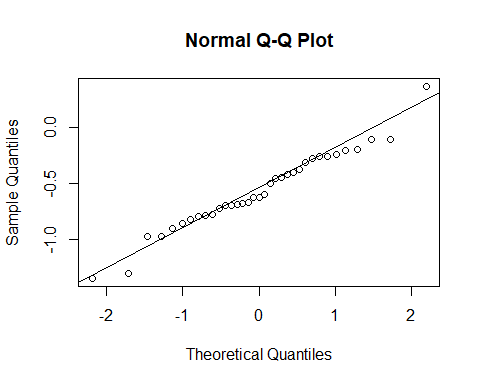 Normal Q-Q Plot
Sample Quantiles
0.0
-0.5
-1.0
-2 -1 0 1 2
Theoretical Quantiles